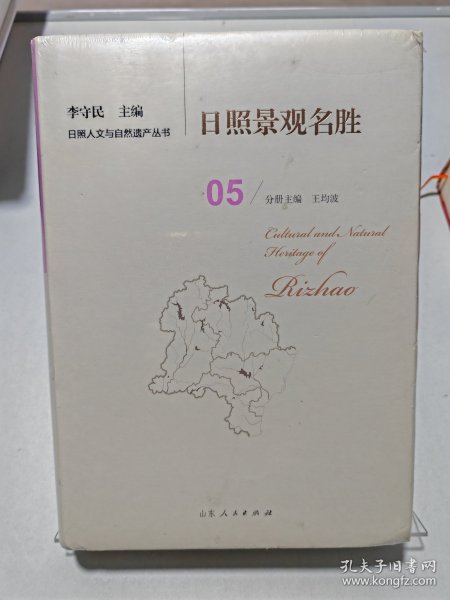 李守民 主编
日照人文与自然遗产丛书
日照景观名胜
05/分册主编 王均波
Cultural and Natural
Heritage of
Rizhao
山东人民出版社
孔夫子旧书网
www.kongfz.com